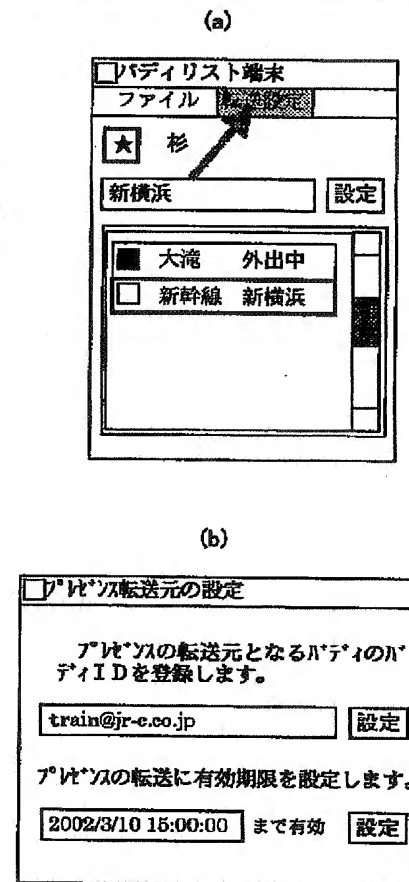 (a)
バディリスト端末
ファイル 転送設定
★ 杉
新横浜 設定
大滝 外出中
新幹線 新横浜
(b)
ﾌﾟﾚｾﾞﾝｽ転送元の設定
ﾌﾟﾚｾﾞﾝｽの転送元となるﾊﾞﾃﾞｨのﾊﾞ
ディIDを登録します。
train@jr-c.co.jp 設定
ﾌﾟﾚｾﾞﾝｽの転送に有効期限を設定します。
2002/3/10 15:00:00 まで有効 設定